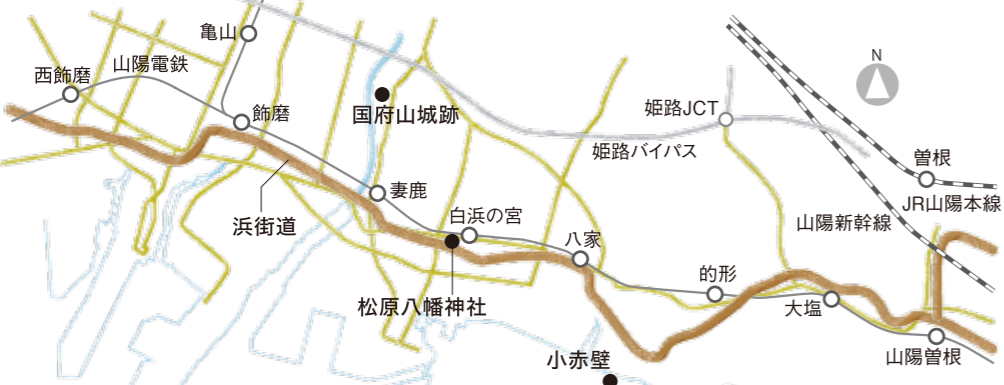 亀山
N
山陽電鉄
西飾磨
姫路JCT
飾磨
国府山城跡
姫路バイパス
曽根
JR山陽本線
妻鹿
白浜の宮
山陽新幹線
浜街道
八家
的形
松原八幡神社
大塩
小赤壁
山陽曽根